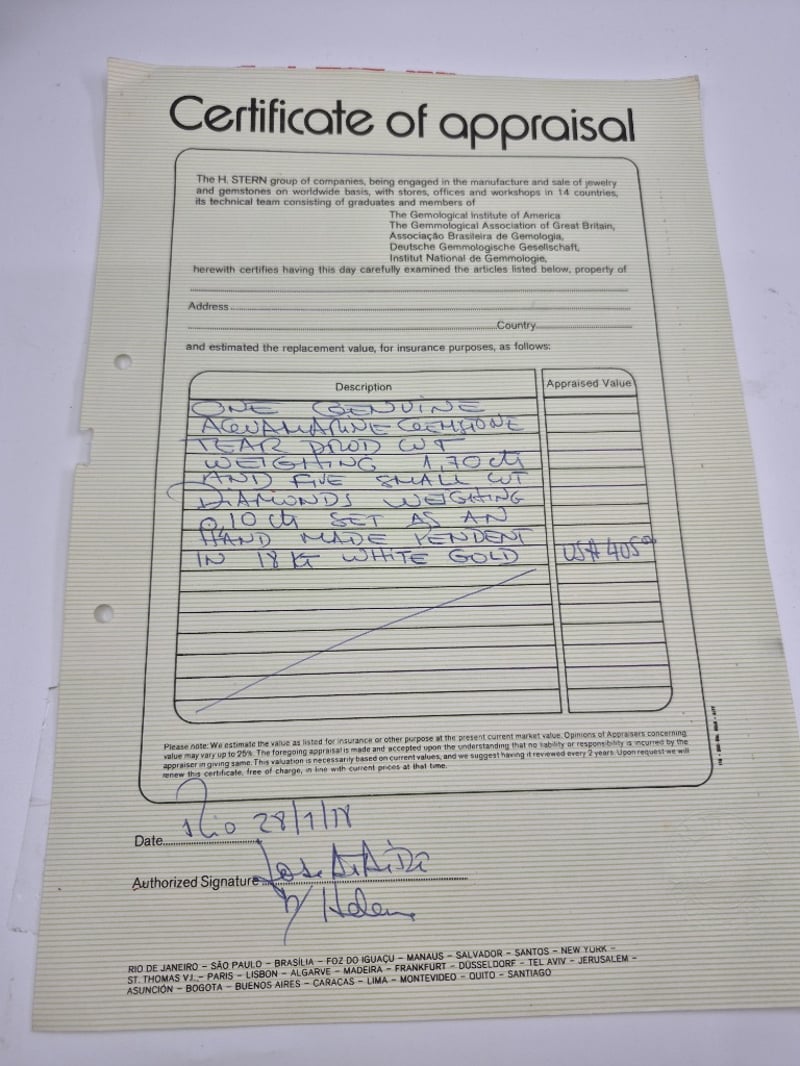 Certificate of appraisal
The H. STERN group of companies, being engaged in the manufacture and sale of jewelry
and gemstones on worldwide basis, with stores, offices and workshops in 14 countries,
its technical team consisting of graduates and members of
The Gemological Institute of America
The Gemmological Association of Great Britain,
Associação Brasileira de Gemologia,
Deutsche Gemmologische Gesellschaft,
Institut National de Gemmologie,
herewith certifies having this day carefully examined the articles listed below, property of
Address
Country
and estimated the replacement value, for insurance purposes, as follows:
Description Appraised Value
ONE GENUINE
AQUAMARINE GEMSTONE
TEAR DROP CUT
WEIGHING 1,70 ct
AND FIVE SMALL CUT
DIAMONDS WEIGHING
0,10 ct SET AS AN
HAND MADE PENDENT
IN 18 Kt WHITE GOLD US$ 405
Please note: We estimate the value as listed for insurance or other purpose at the present current market value. Opinions of Appraisers concerning
value may vary up to 25%. The foregoing appraisal is made and accepted upon the understanding that no liability or responsibility is incurred by the
appraiser in giving same. This valuation is necessarily based on current values, and we suggest having it reviewed every 2 years. Upon request we will
renew this certificate, free of charge, in line with current prices at that time.
Date Rio 28/1/78
Authorized Signature Jose
p/ Helena
RIO DE JANEIRO – SÃO PAULO – BRASÍLIA – FOZ DO IGUAÇU – MANAUS – SALVADOR – SANTOS – NEW YORK –
ST. THOMAS V.I. – PARIS – LISBON – ALGARVE – MADEIRA – FRANKFURT – DÜSSELDORF – TEL AVIV – JERUSALEM –
ASUNCIÓN – BOGOTA – BUENOS AIRES – CARACAS – LIMA – MONTEVIDEO – QUITO – SANTIAGO